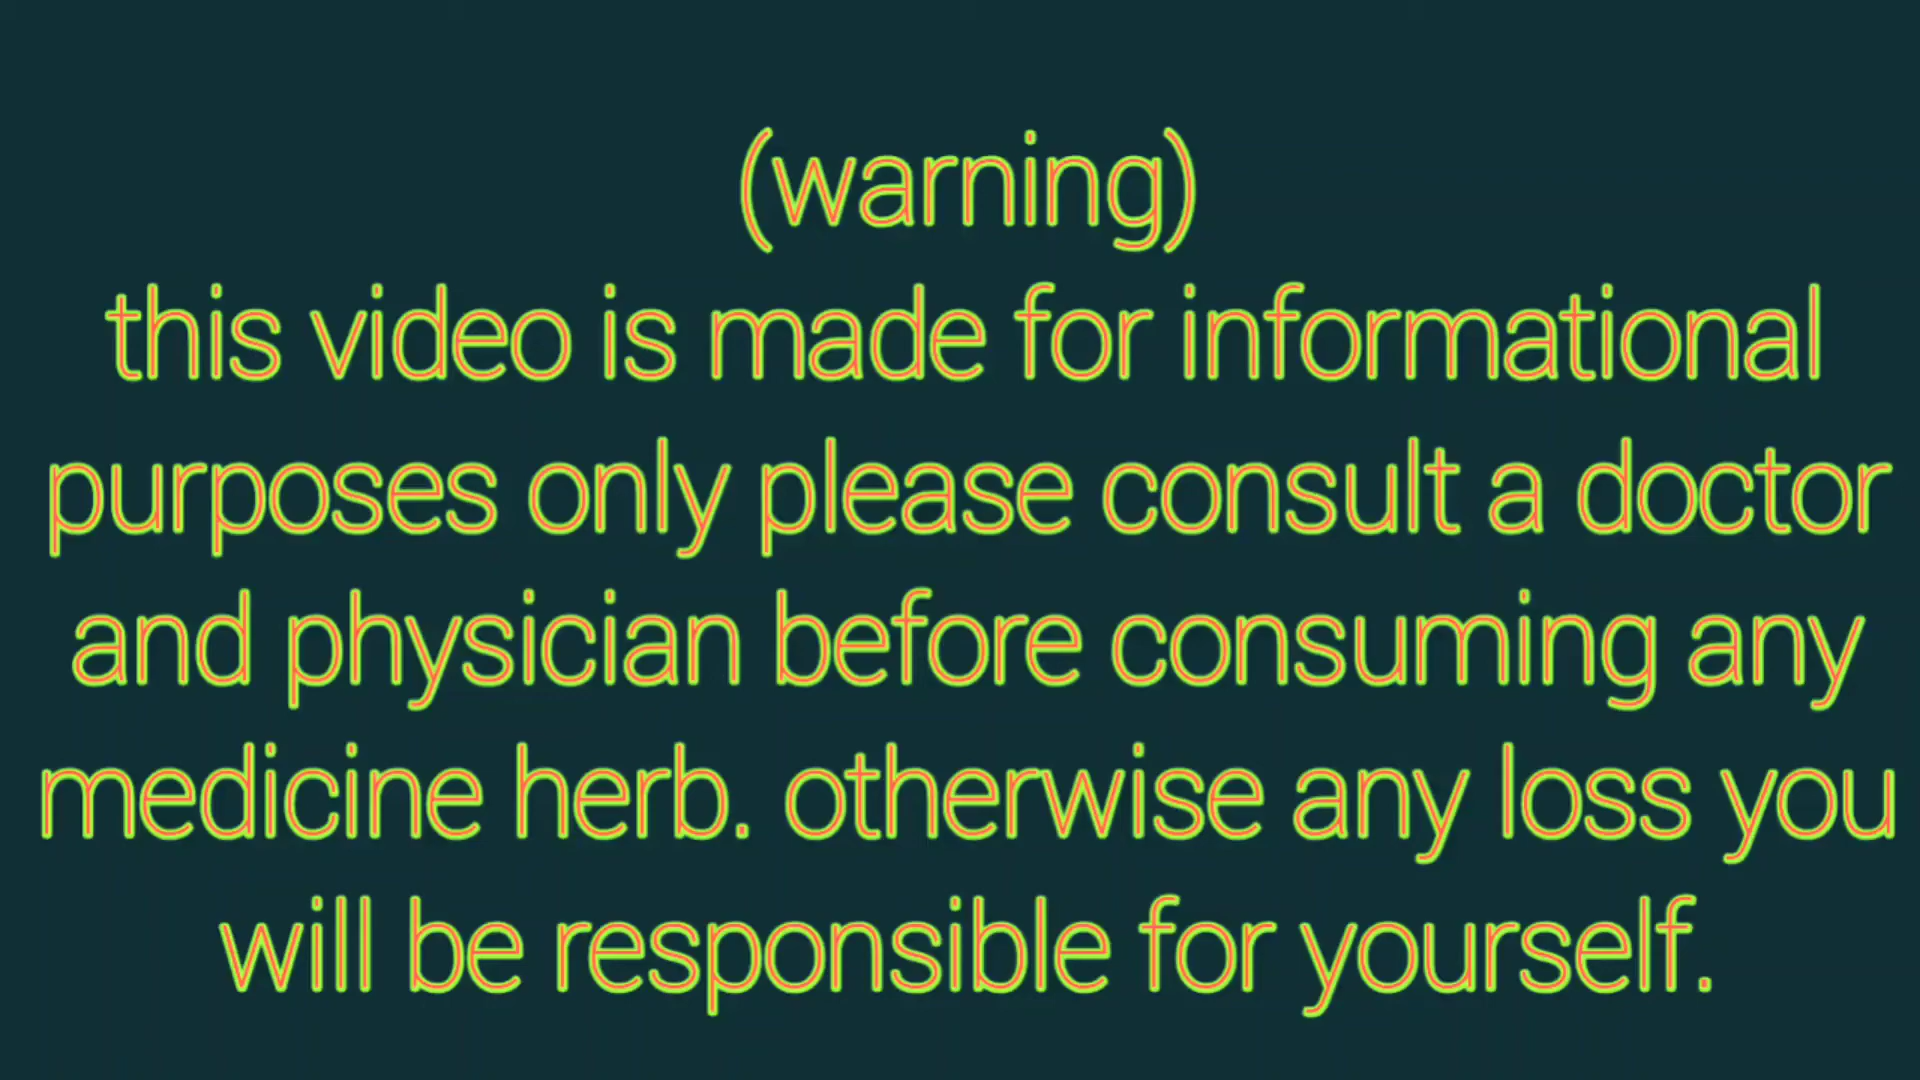 (warning)
this video is made for informational
purposes only please consult a doctor
and physician before consuming any
medicine herb. otherwise any loss you
will be responsible for yourself.